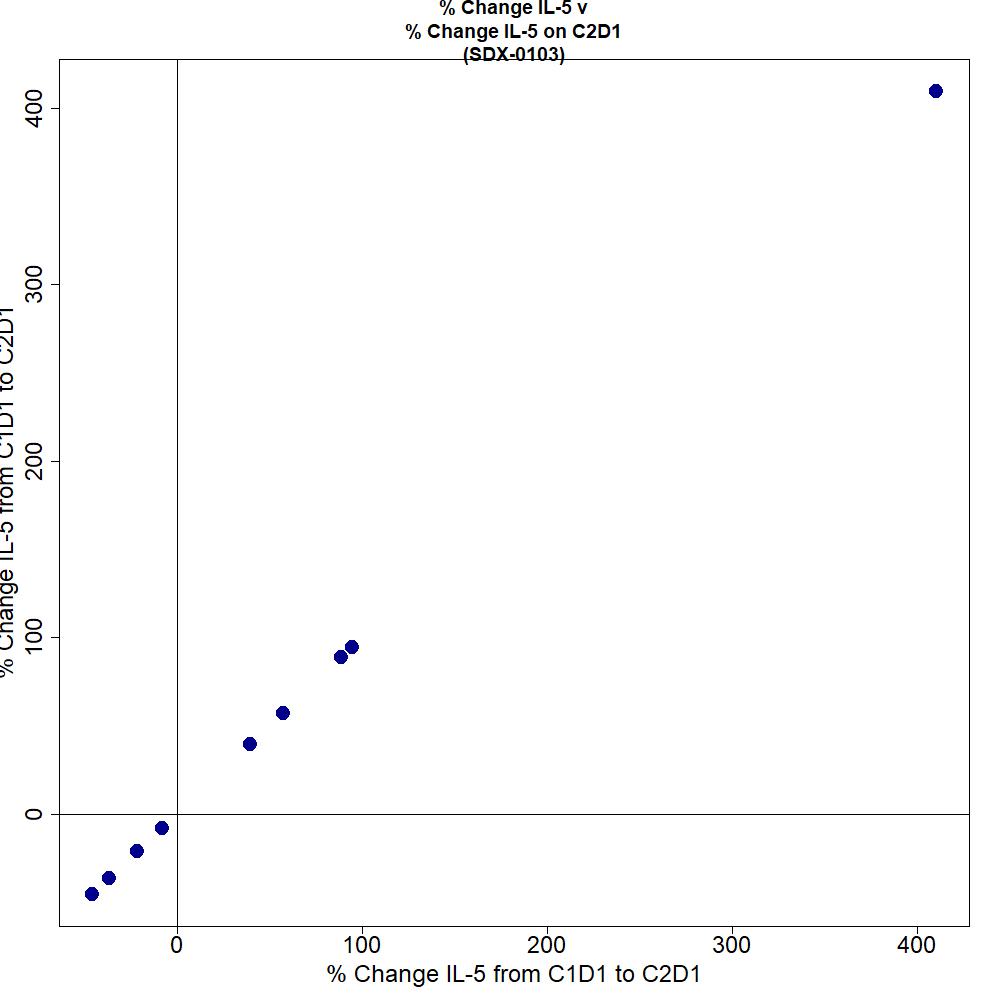 % Change IL-5 v
% Change IL-5 on C2D1
(SDX-0103)
400
300
200
100
0
% Change IL-5 from C1D1 to C2D1
0 100 200 300 400
% Change IL-5 from C1D1 to C2D1